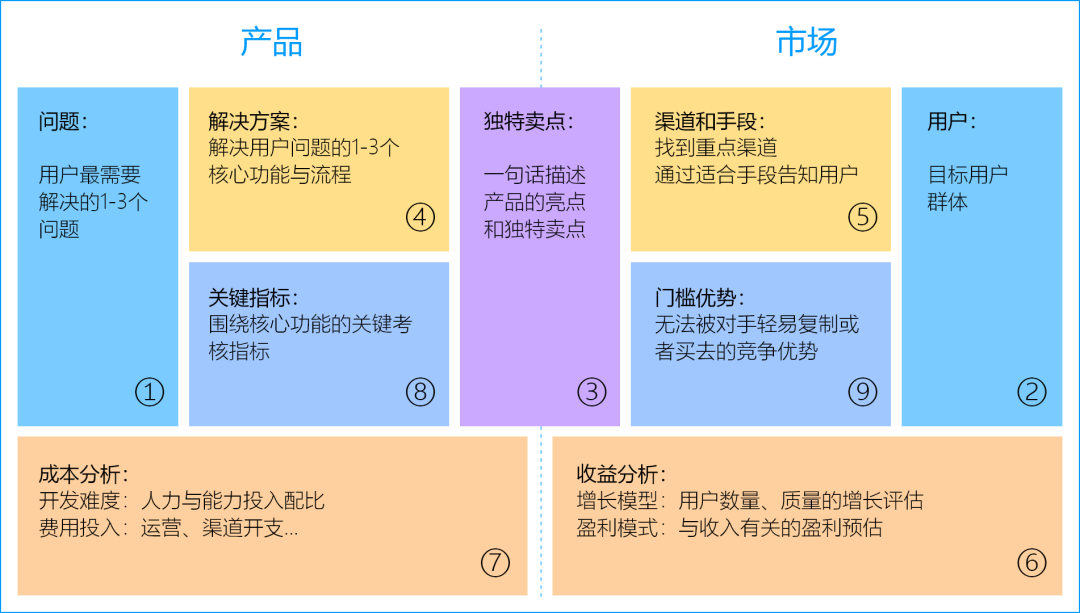 产品
市场
问题：
用户最需要
解决的1-3个
问题
①
解决方案：
解决用户问题的1-3个
核心功能与流程
④
关键指标：
围绕核心功能的关键考
核指标
⑧
独特卖点：
一句话描述
产品的亮点
和独特卖点
③
渠道和手段：
找到重点渠道
通过适合手段告知用户
⑤
门槛优势：
无法被对手轻易复制或
者买去的竞争优势
⑨
用户：
目标用户
群体
②
成本分析：
开发难度：人力与能力投入配比
费用投入：运营、渠道开支...
⑦
收益分析：
增长模型：用户数量、质量的增长评估
盈利模式：与收入有关的盈利预估
⑥